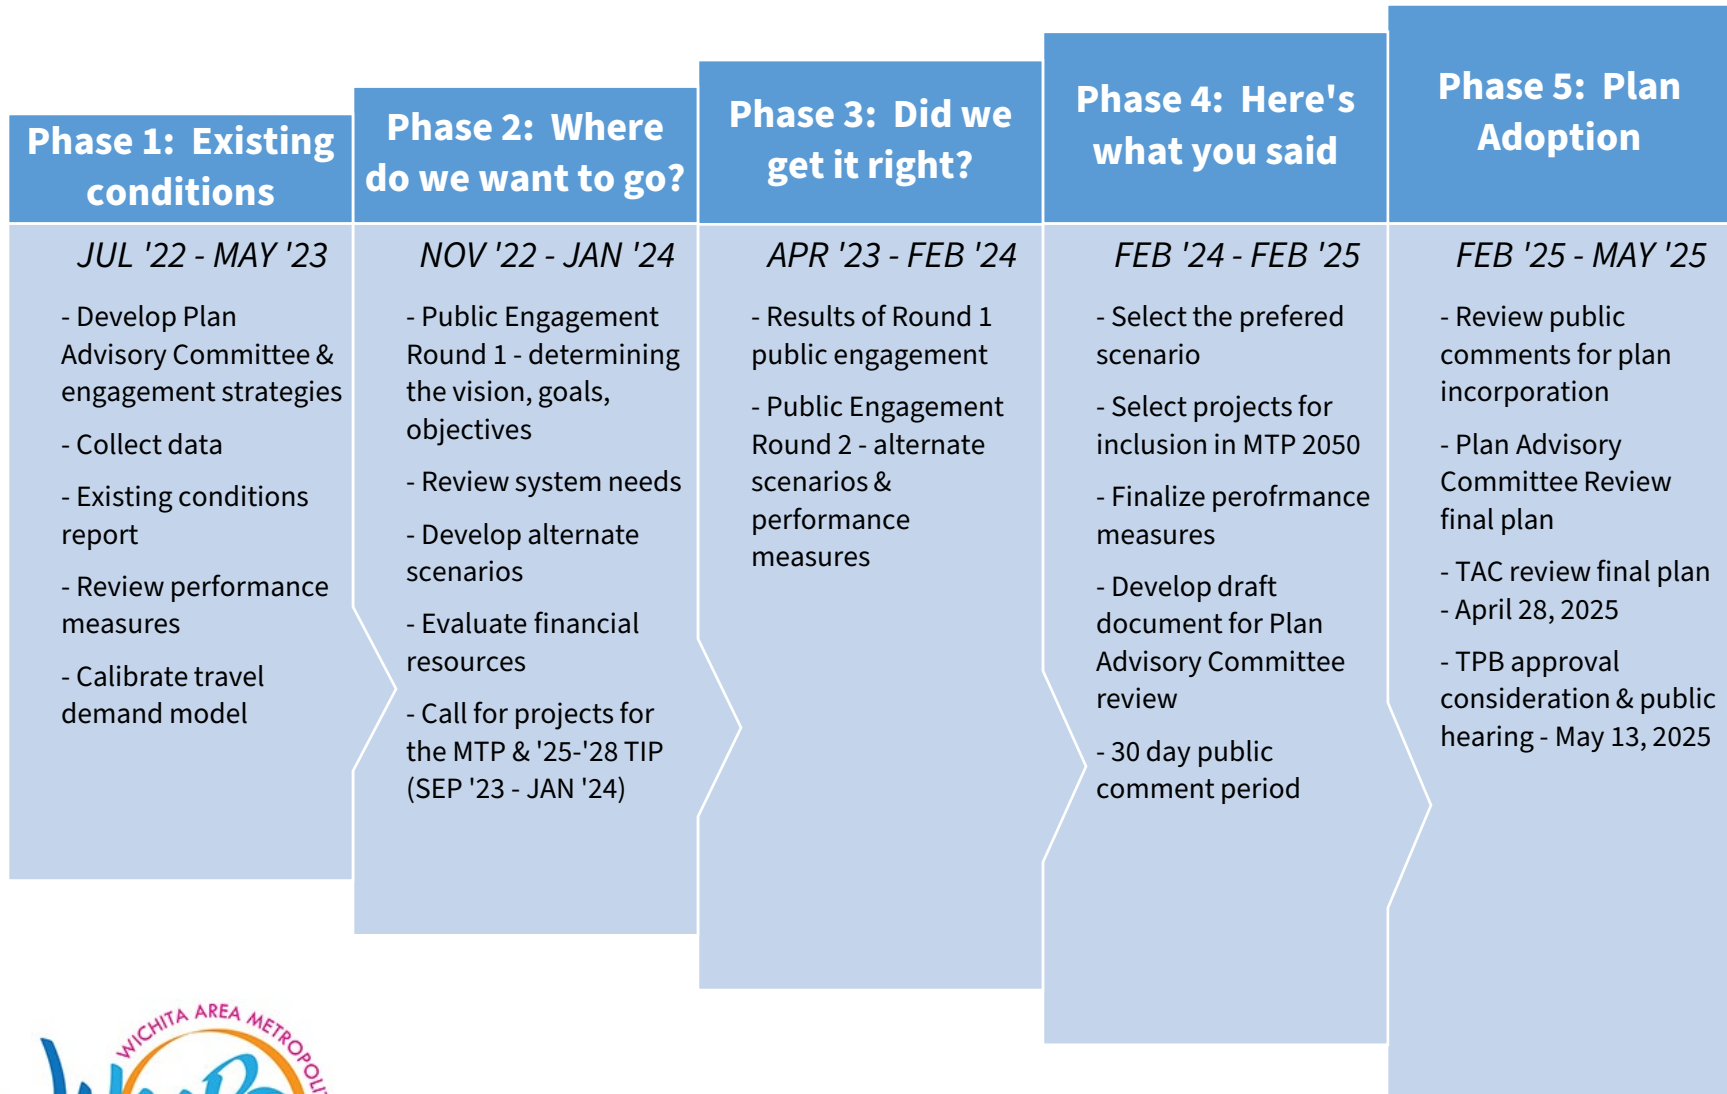 Phase 1: Existing
conditions
JUL '22 - MAY '23
- Develop Plan
Advisory Committee &
engagement strategies
- Collect data
- Existing conditions
report
- Review performance
measures
- Calibrate travel
demand model
Phase 2: Where
do we want to go?
NOV '22 - JAN '24
- Public Engagement
Round 1 - determining
the vision, goals,
objectives
- Review system needs
- Develop alternate
scenarios
- Evaluate financial
resources
- Call for projects for
the MTP & '25-'28 TIP
(SEP '23 - JAN '24)
Phase 3: Did we
get it right?
APR '23 - FEB '24
- Results of Round 1
public engagement
- Public Engagement
Round 2 - alternate
scenarios &
performance
measures
Phase 4: Here's
what you said
FEB '24 - FEB '25
- Select the prefered
scenario
- Select projects for
inclusion in MTP 2050
- Finalize perofrmance
measures
- Develop draft
document for Plan
Advisory Committee
review
- 30 day public
comment period
Phase 5: Plan
Adoption
FEB '25 - MAY '25
- Review public
comments for plan
incorporation
- Plan Advisory
Committee Review
final plan
- TAC review final plan
- April 28, 2025
- TPB approval
consideration & public
hearing - May 13, 2025
WICHITA AREA METROPOLI